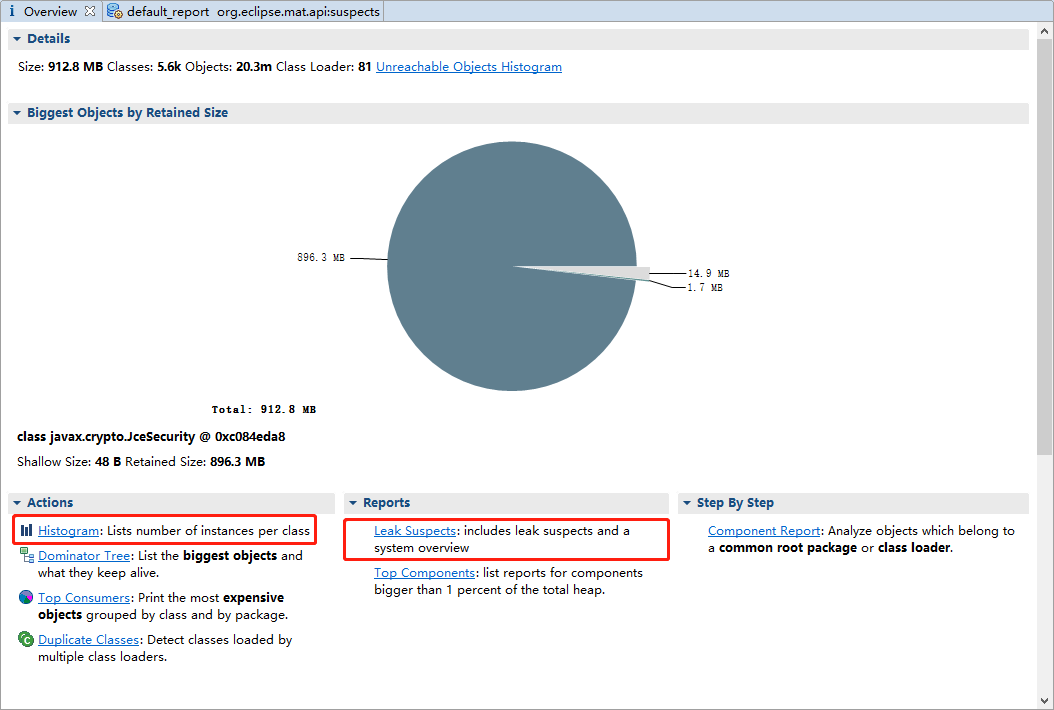 Overview
default_report org.eclipse.mat.api:suspects
Details
Size: 912.8 MB Classes: 5.6k Objects: 20.3m Class Loader: 81 Unreachable Objects Histogram
Biggest Objects by Retained Size
896.3 MB
14.9 MB
1.7 MB
Total: 912.8 MB
class javax.crypto.JceSecurity @ 0xc084eda8
Shallow Size: 48 B Retained Size: 896.3 MB
Actions
Histogram: Lists number of instances per class
Dominator Tree: List the biggest objects and
what they keep alive.
Top Consumers: Print the most expensive
objects grouped by class and by package.
Duplicate Classes: Detect classes loaded by
multiple class loaders.
Reports
Leak Suspects: includes leak suspects and a
system overview
Top Components: list reports for components
bigger than 1 percent of the total heap.
Step By Step
Component Report: Analyze objects which belong to
a common root package or class loader.